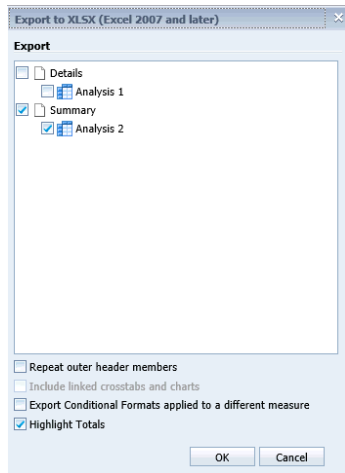 Export to XLSX (Excel 2007 and later)
Export
Details
Analysis 1
Summary
Analysis 2
Repeat outer header members
Include linked crosstabs and charts
Export Conditional Formats applied to a different measure
Highlight Totals
OK Cancel